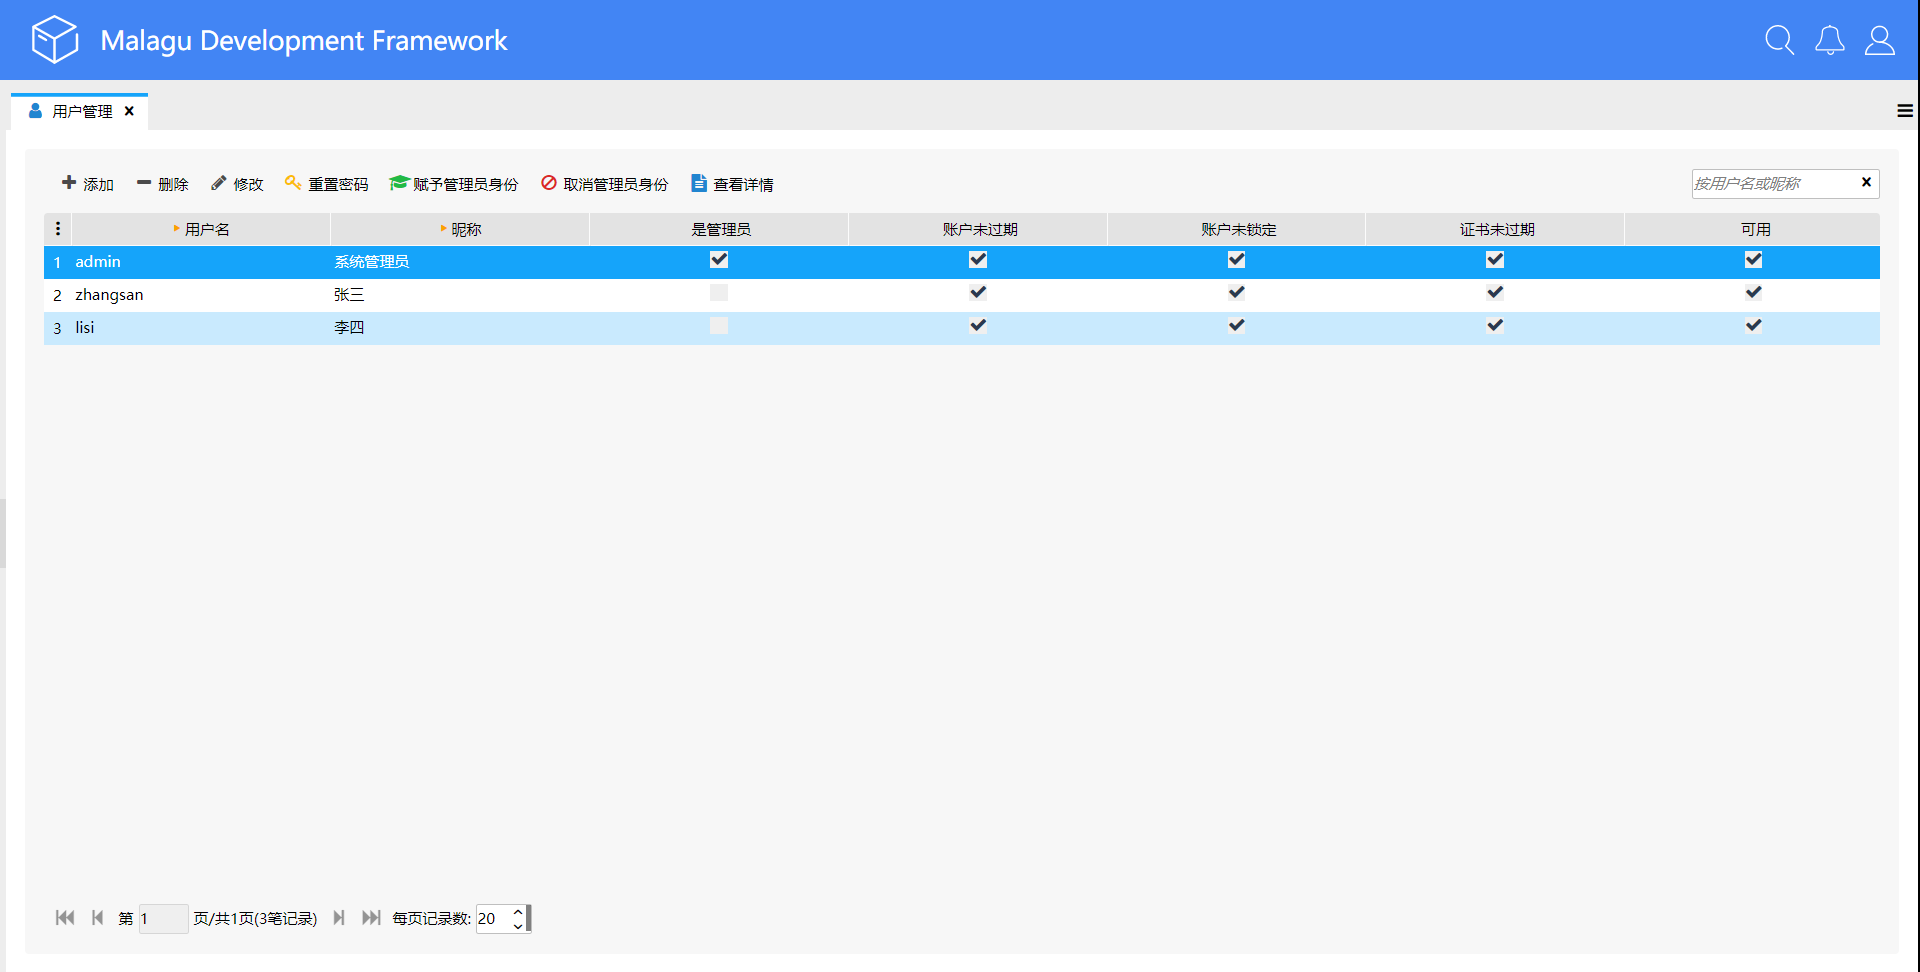 Malagu Development Framework
用户管理
添加 删除 修改 重置密码 赋予管理员身份 取消管理员身份 查看详情 按用户名或昵称
用户名 昵称 是管理员 账户未过期 账户未锁定 证书未过期 可用
1 admin 系统管理员
2 zhangsan 张三
3 lisi 李四
第 1 页/共1页(3笔记录) 每页记录数: 20